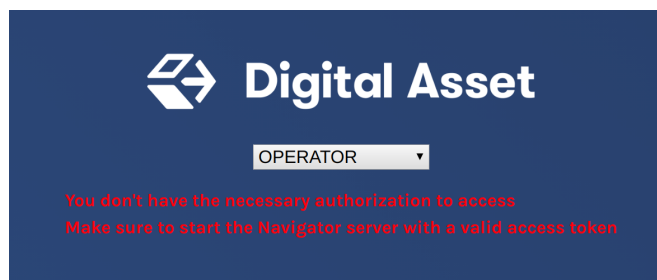 Digital Asset
OPERATOR
You don't have the necessary authorization to access
Make sure to start the Navigator server with a valid access token